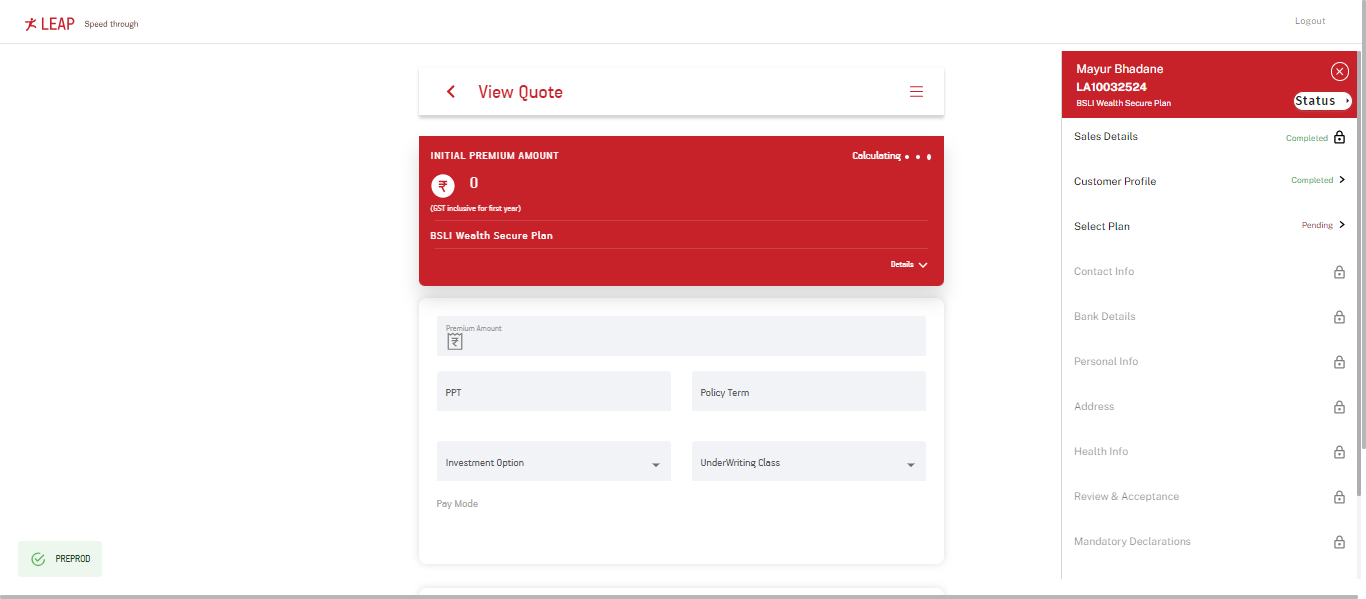 LEAP Speed through
Logout
View Quote
INITIAL PREMIUM AMOUNT
Calculating
₹ 0
(GST inclusive for first year)
BSLI Wealth Secure Plan
Details
Premium Amount
₹
PPT
Policy Term
Investment Option
UnderWriting Class
Pay Mode
PREPROD
Mayur Bhadane
LA10032524
BSLI Wealth Secure Plan
Status
Sales Details Completed
Customer Profile Completed
Select Plan Pending
Contact Info
Bank Details
Personal Info
Address
Health Info
Review & Acceptance
Mandatory Declarations